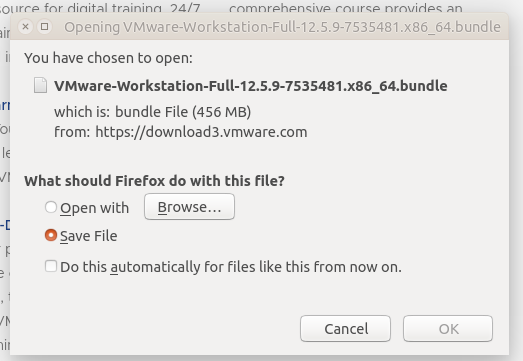 source for digital training, 24/7
comprehensive course provides an
Opening VMware-Workstation-Full-12.5.9-7535481.x86_64.bundle
You have chosen to open:
VMware-Workstation-Full-12.5.9-7535481.x86_64.bundle
which is: bundle File (456 MB)
from: https://download3.vmware.com
What should Firefox do with this file?
Open with
Browse...
Save File
Do this automatically for files like this from now on.
Cancel
OK